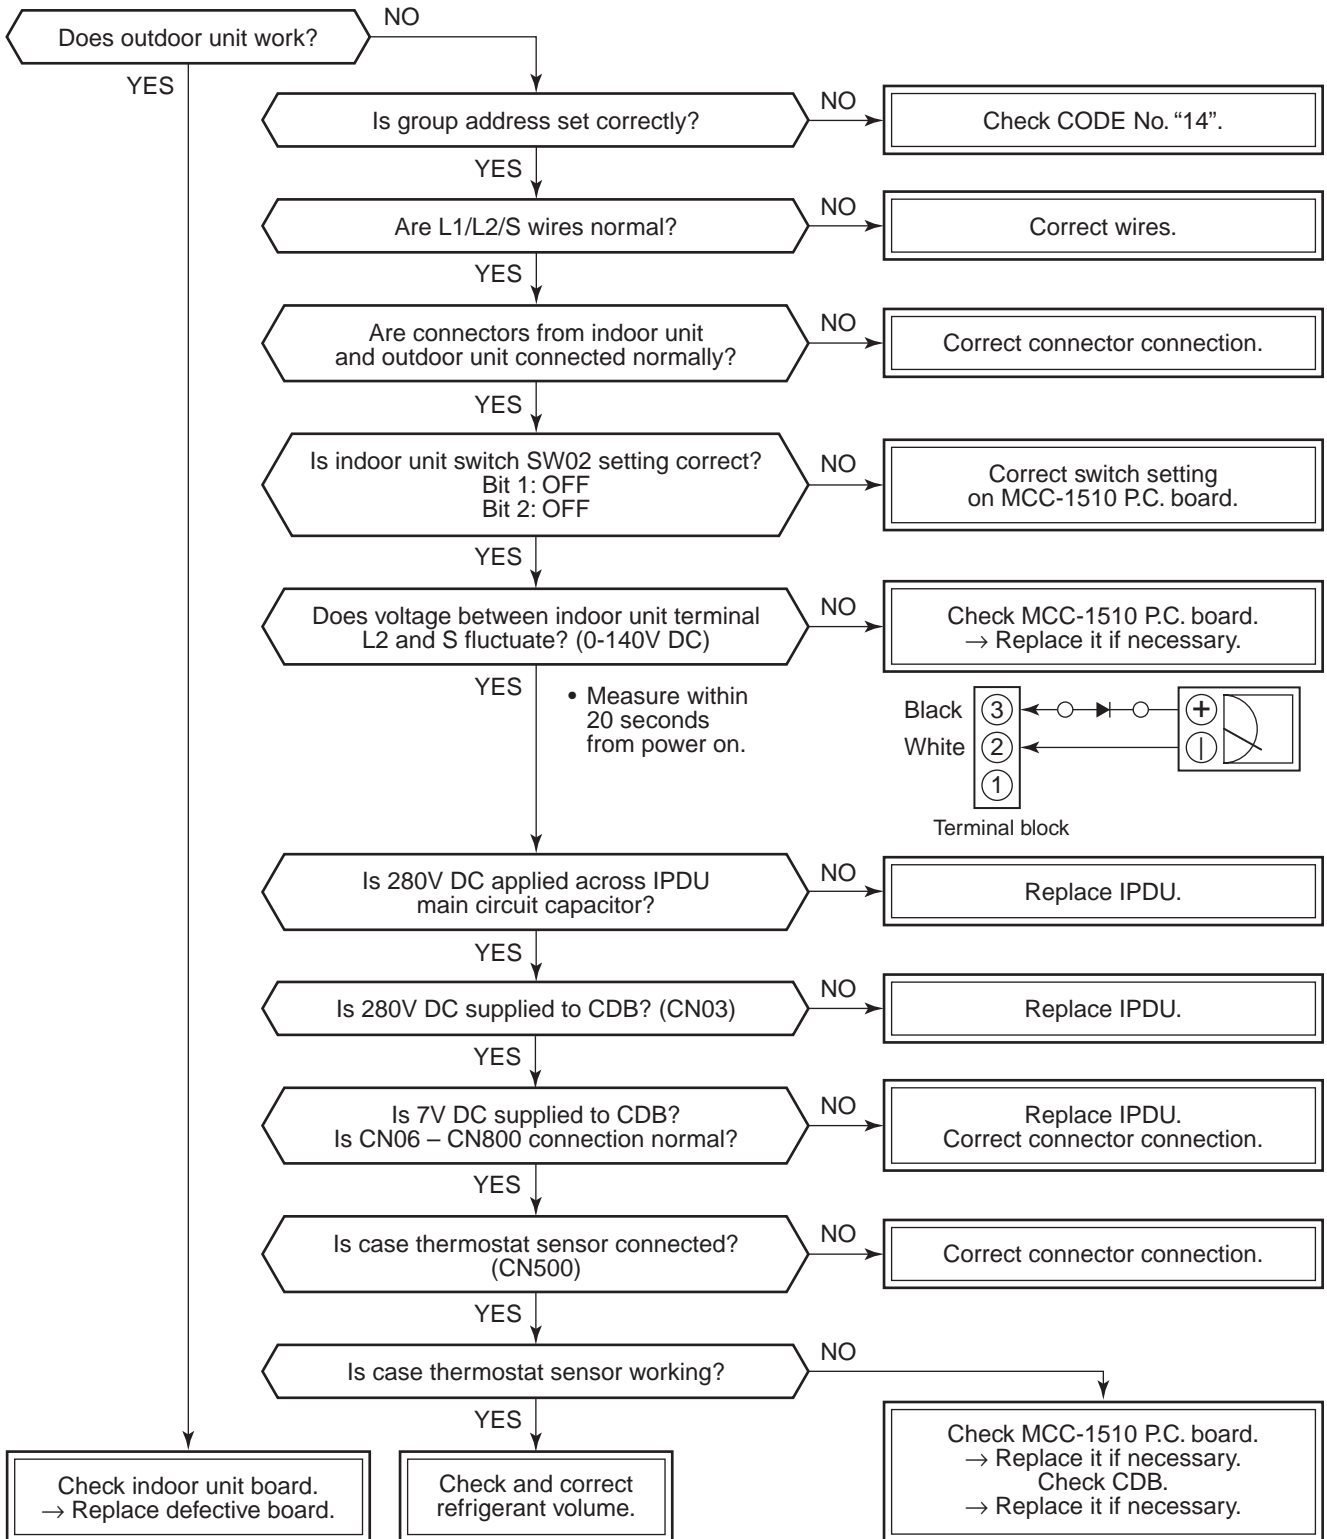 Does outdoor unit work?
NO
YES
Is group address set correctly?
NO
Check CODE No. “14”.
YES
Are L1/L2/S wires normal?
NO
Correct wires.
YES
Are connectors from indoor unit
and outdoor unit connected normally?
NO
Correct connector connection.
YES
Is indoor unit switch SW02 setting correct?
Bit 1: OFF
Bit 2: OFF
NO
Correct switch setting
on MCC-1510 P.C. board.
YES
Does voltage between indoor unit terminal
L2 and S fluctuate? (0-140V DC)
NO
Check MCC-1510 P.C. board.
→ Replace it if necessary.
YES
• Measure within
20 seconds
from power on.
Black 3 +
White 2 |
1
Terminal block
Is 280V DC applied across IPDU
main circuit capacitor?
NO
Replace IPDU.
YES
Is 280V DC supplied to CDB? (CN03)
NO
Replace IPDU.
YES
Is 7V DC supplied to CDB?
Is CN06 – CN800 connection normal?
NO
Replace IPDU.
Correct connector connection.
YES
Is case thermostat sensor connected?
(CN500)
NO
Correct connector connection.
YES
Is case thermostat sensor working?
NO
YES
Check indoor unit board.
→ Replace defective board.
Check and correct
refrigerant volume.
Check MCC-1510 P.C. board.
→ Replace it if necessary.
Check CDB.
→ Replace it if necessary.